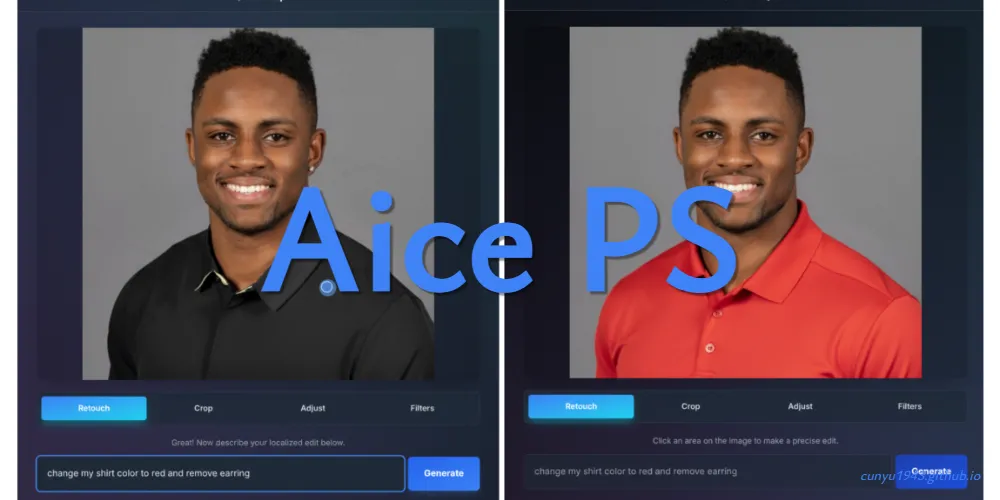 Aice PS
Retouch
Crop
Adjust
Filters
Great! Now describe your localized edit below.
change my shirt color to red and remove earring
Generate
Retouch
Crop
Adjust
Filters
Click an area on the image to make a precise edit.
change my shirt color to red and remove earring
Generate
cunyu1943.github.io